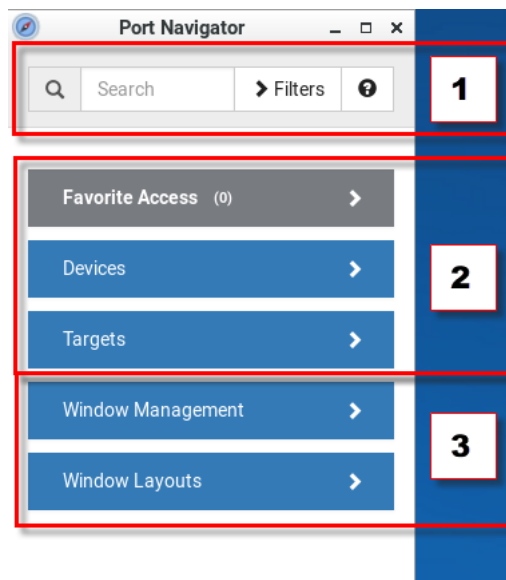 Port Navigator
Search
Filters
1
Favorite Access (0)
Devices
2
Targets
Window Management
3
Window Layouts